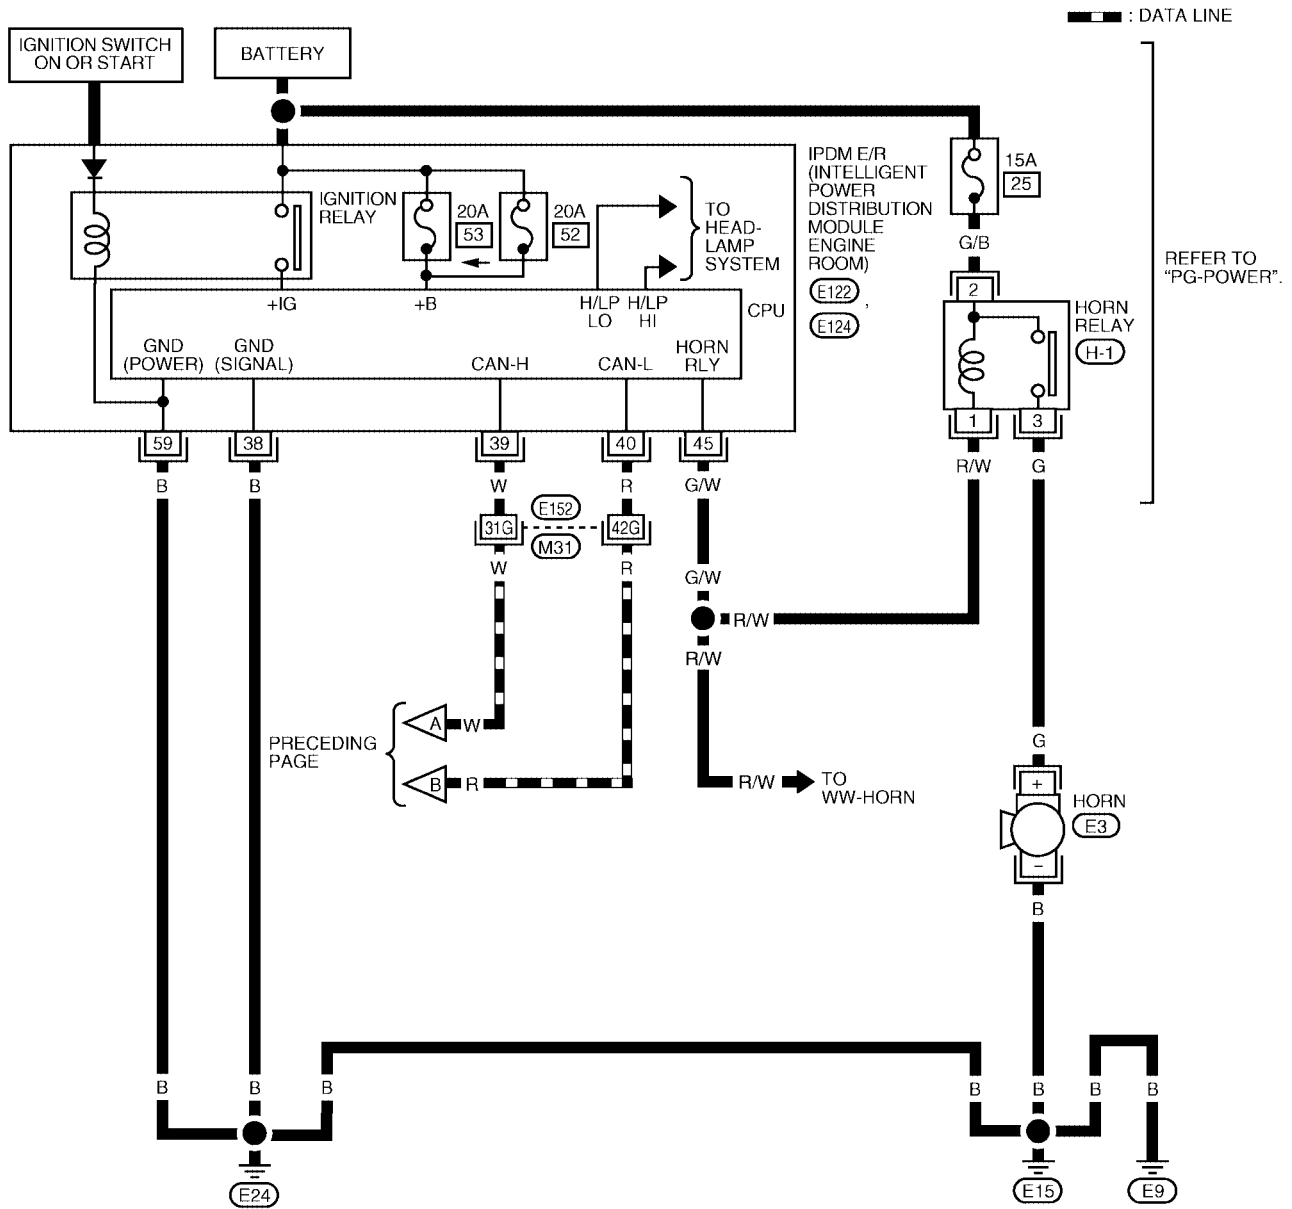 : DATA LINE
IGNITION SWITCH
ON OR START
BATTERY
IGNITION
RELAY
20A
53
20A
52
TO
HEAD-
LAMP
SYSTEM
IPDM E/R
(INTELLIGENT
POWER
DISTRIBUTION
MODULE
ENGINE
ROOM)
E122 ,
E124
15A
25
G/B
2
HORN
RELAY
H-1
REFER TO
“PG-POWER”.
+IG
+B
H/LP
LO
H/LP
HI
CPU
GND
(POWER)
GND
(SIGNAL)
CAN-H
CAN-L
HORN
RLY
1
3
59
38
39
40
45
R/W
G
B
B
W
R
G/W
E152
31G
42G
M31
W
R
G/W
R/W
R/W
A
W
G
PRECEDING
PAGE
B
R
R/W
TO
WW-HORN
+
HORN
E3
–
B
B
B
B
B
B
B
B
E24
E15
E9